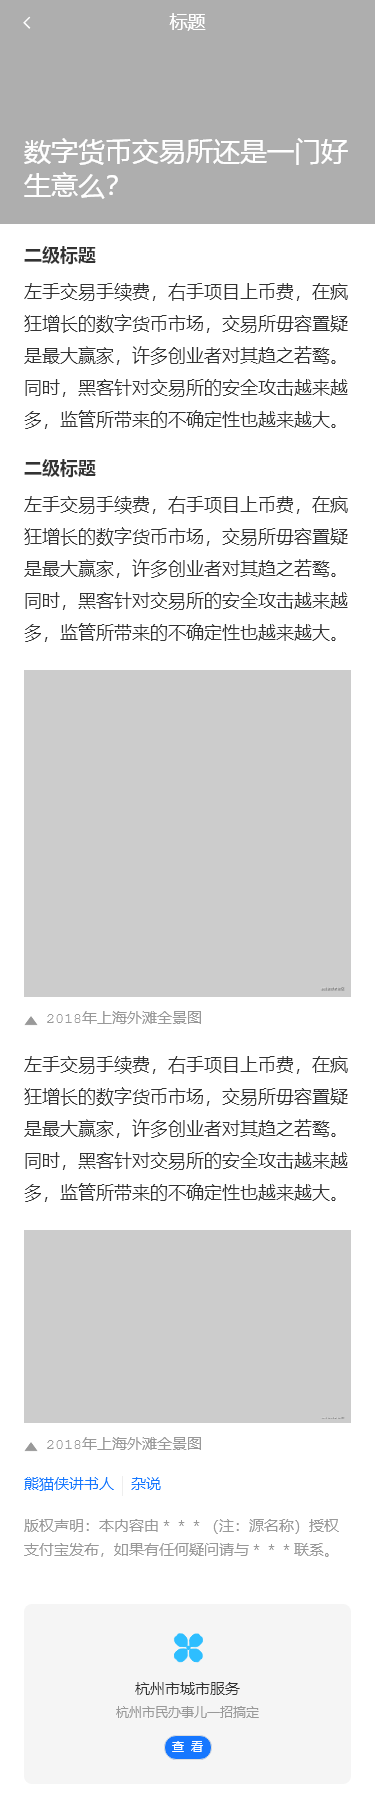 标题
数字货币交易所还是一门好
生意么？
二级标题
左手交易手续费，右手项目上币费，在疯
狂增长的数字货币市场，交易所毋容置疑
是最大赢家，许多创业者对其趋之若鹜。
同时，黑客针对交易所的安全攻击越来越
多，监管所带来的不确定性也越来越大。
二级标题
左手交易手续费，右手项目上币费，在疯
狂增长的数字货币市场，交易所毋容置疑
是最大赢家，许多创业者对其趋之若鹜。
同时，黑客针对交易所的安全攻击越来越
多，监管所带来的不确定性也越来越大。
2018年上海外滩全景图
左手交易手续费，右手项目上币费，在疯
狂增长的数字货币市场，交易所毋容置疑
是最大赢家，许多创业者对其趋之若鹜。
同时，黑客针对交易所的安全攻击越来越
多，监管所带来的不确定性也越来越大。
2018年上海外滩全景图
熊猫侠讲书人 杂说
版权声明：本内容由＊＊＊（注：源名称）授权
支付宝发布，如果有任何疑问请与＊＊＊联系。
杭州市城市服务
杭州市民办事儿一招搞定
查 看